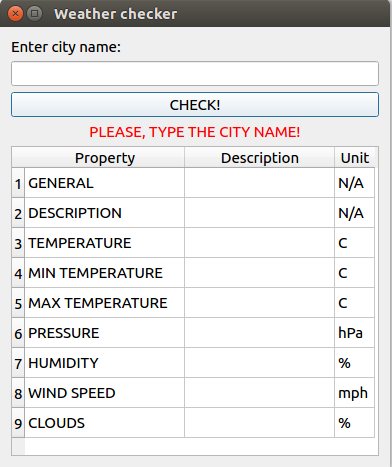 Weather checker
Enter city name:
CHECK!
PLEASE, TYPE THE CITY NAME!
Property Description Unit
1 GENERAL N/A
2 DESCRIPTION N/A
3 TEMPERATURE C
4 MIN TEMPERATURE C
5 MAX TEMPERATURE C
6 PRESSURE hPa
7 HUMIDITY %
8 WIND SPEED mph
9 CLOUDS %